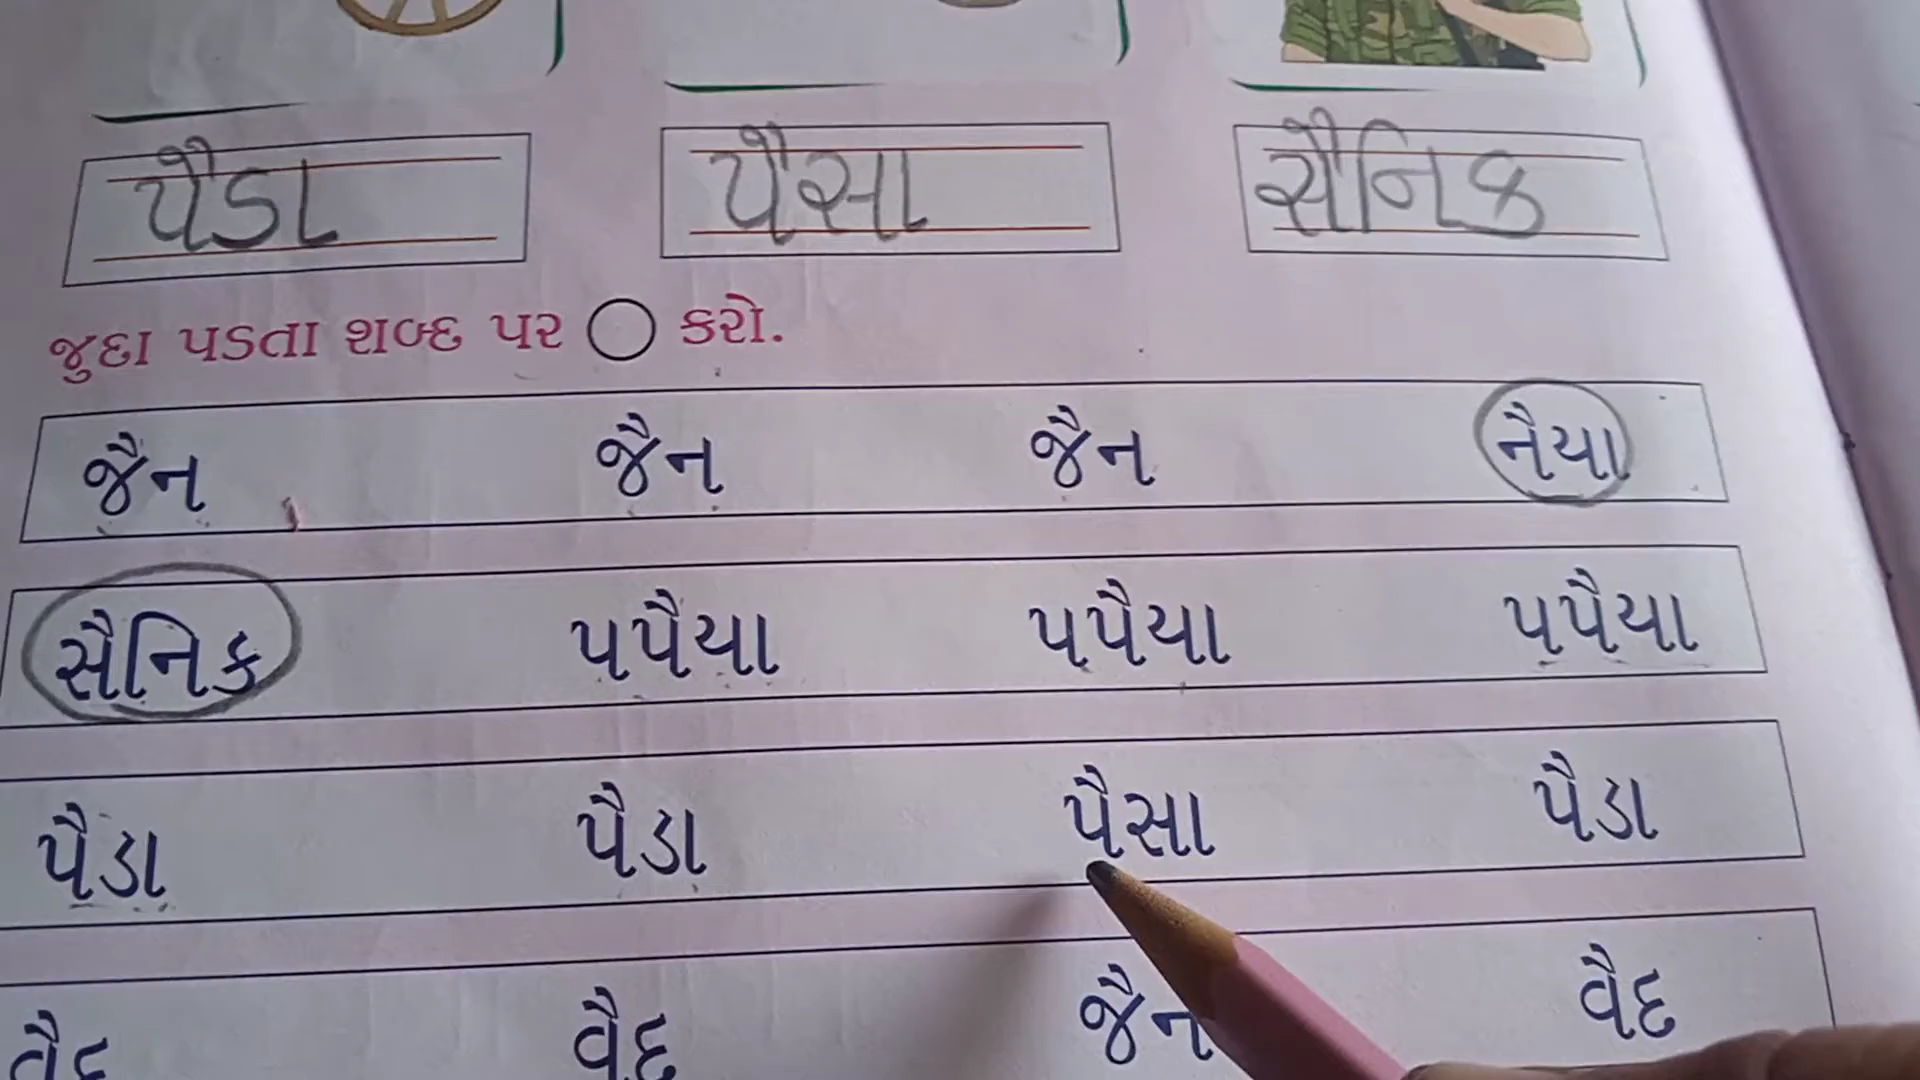 પૈડા પૈસા સૈનિક
જુદા પડતા શબ્દ પર ◯ કરો.
જૈન જૈન જૈન નૈયા
સૈનિક પપૈયા પપૈયા પપૈયા
પૈડા પૈડા પૈસા પૈડા
વૈદ વૈદ જૈન વૈદ